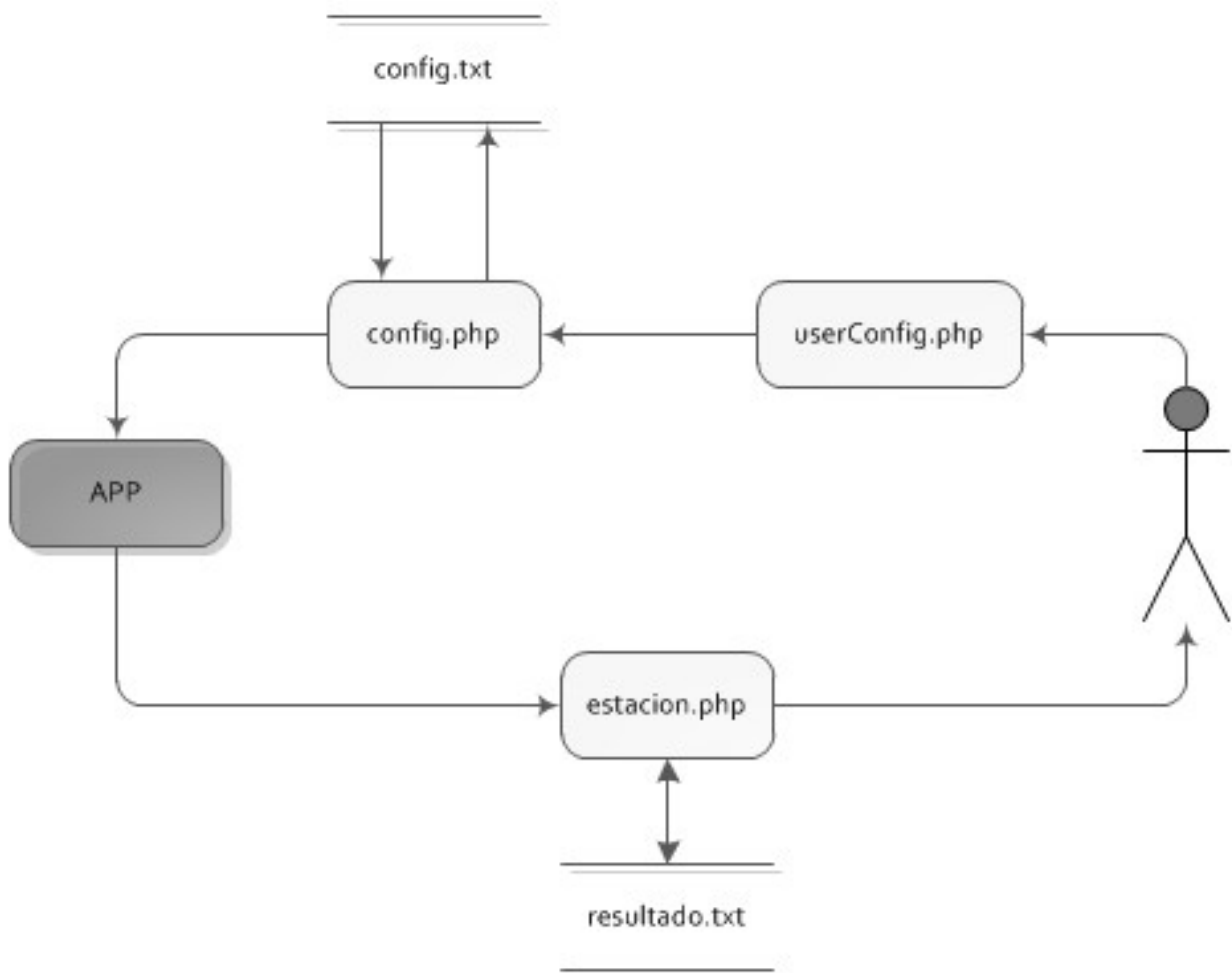 config.txt
config.php
userConfig.php
APP
estacion.php
resultado.txt